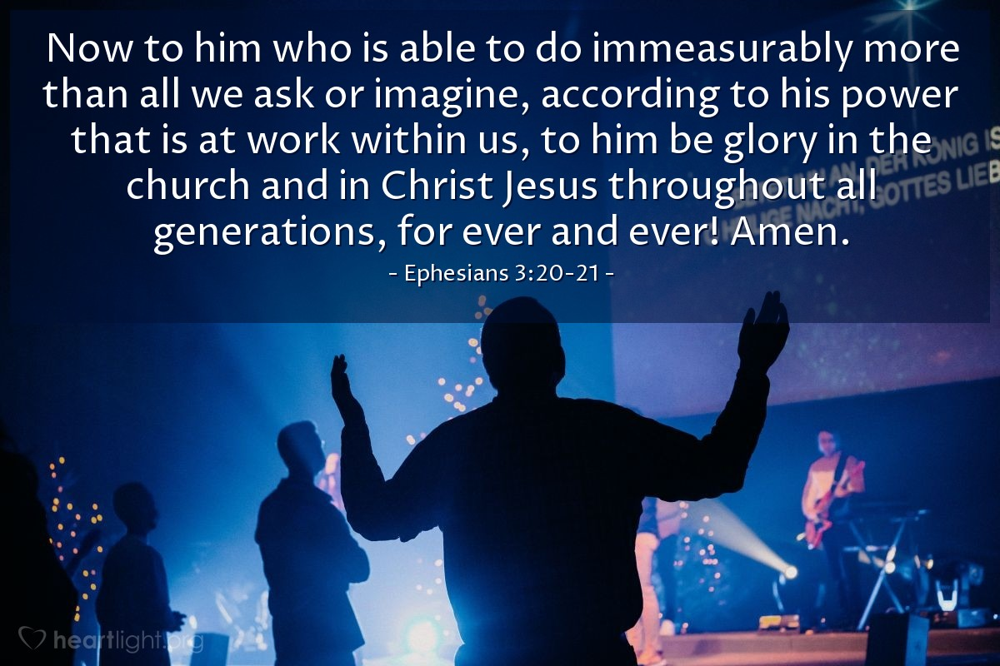 Now to him who is able to do immeasurably more
than all we ask or imagine, according to his power
that is at work within us, to him be glory in the
church and in Christ Jesus throughout all
generations, for ever and ever! Amen.
- Ephesians 3:20-21 -
AN, DER KÖNIG IS
HEILIGE NACHT, GOTTES LIEB
heartlight.org